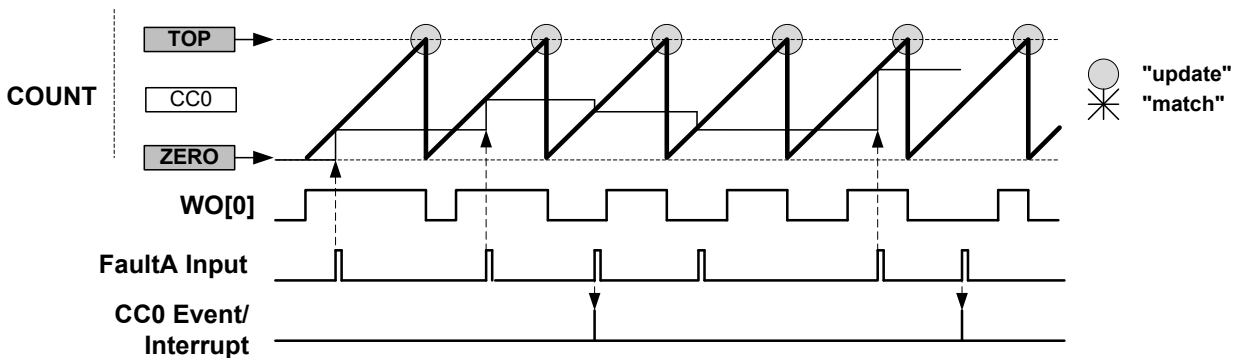 TOP
COUNT
CC0
ZERO
"update"
"match"
WO[0]
FaultA Input
CC0 Event/
Interrupt